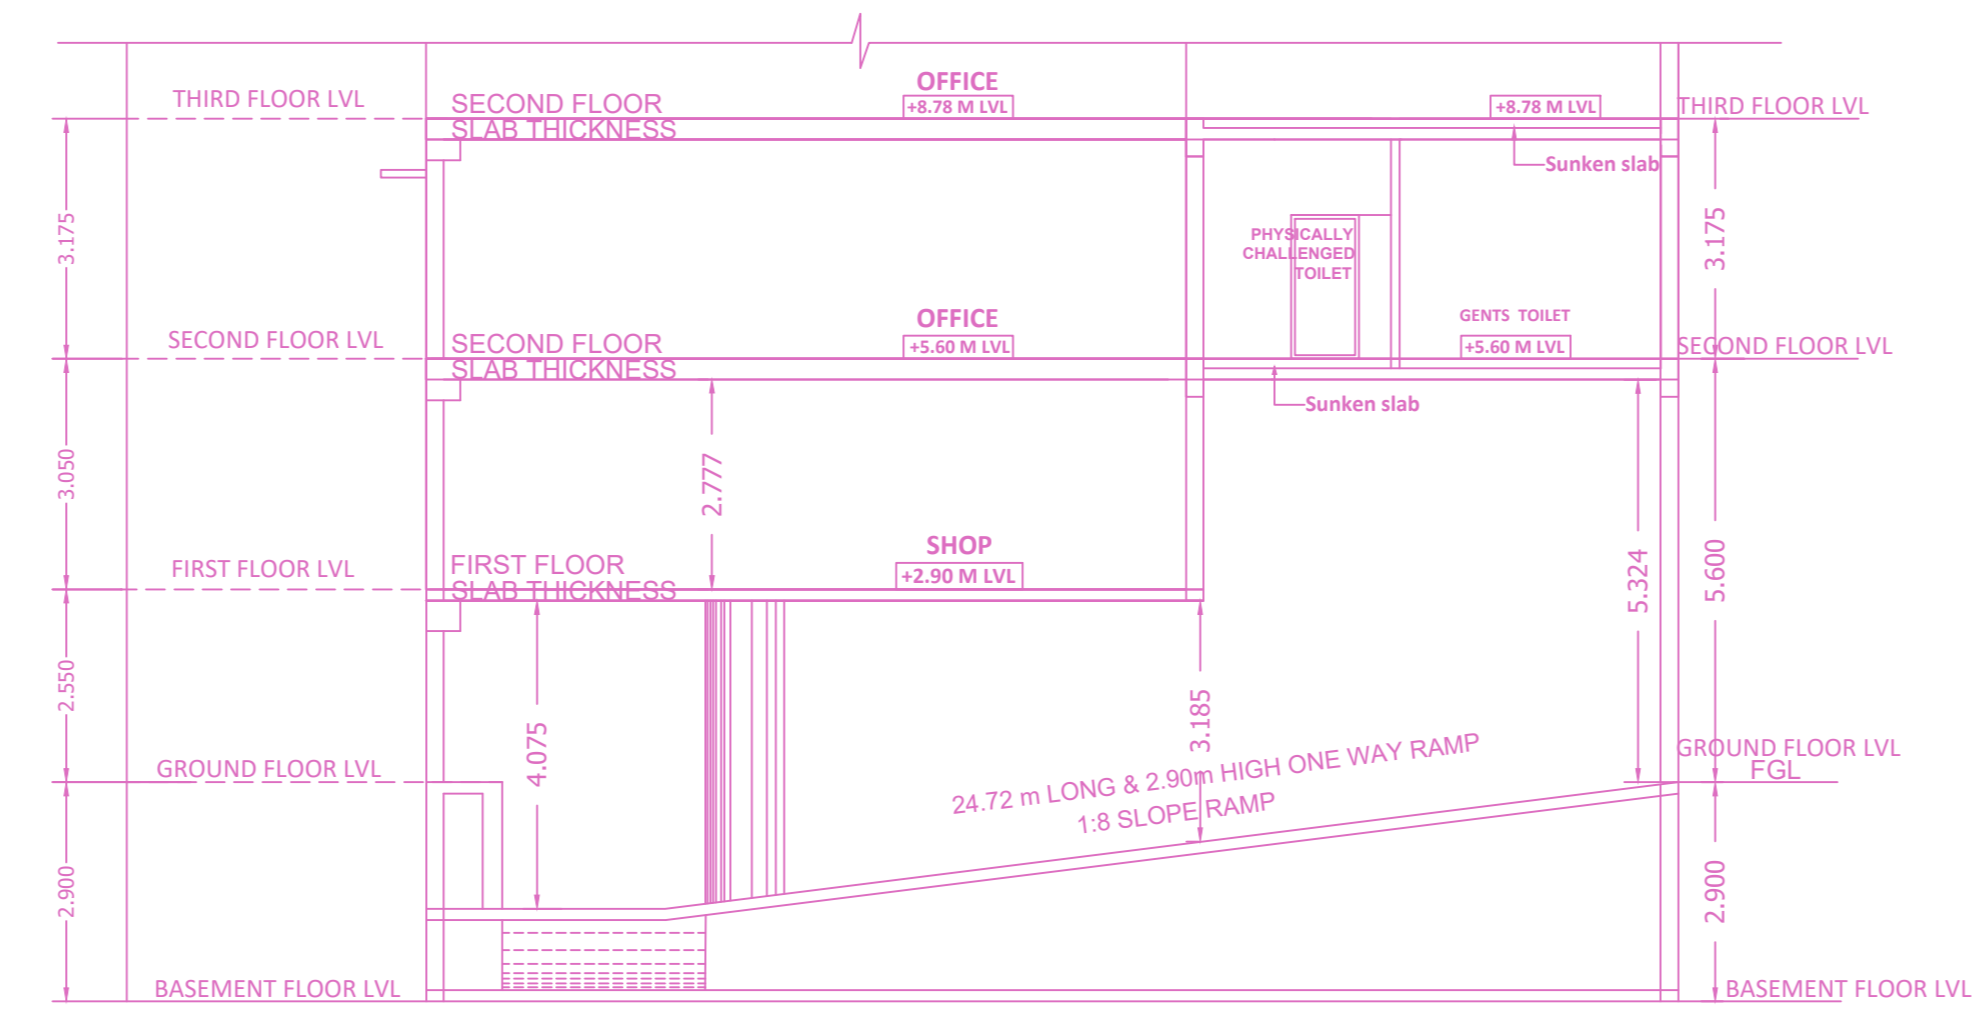 OFFICE
THIRD FLOOR LVL
SECOND FLOOR
+8.78 M LVL
+8.78 M LVL
THIRD FLOOR LVL
SLAB THICKNESS
Sunken slab
3.175
3.175
PHYSICALLY
CHALLENGED
TOILET
OFFICE
GENTS TOILET
SECOND FLOOR LVL
SECOND FLOOR
+5.60 M LVL
+5.60 M LVL
SECOND FLOOR LVL
SLAB THICKNESS
Sunken slab
3.050
2.777
SHOP
FIRST FLOOR LVL
FIRST FLOOR
+2.90 M LVL
SLAB THICKNESS
5.324
5.600
2.550
4.075
3.185
GROUND FLOOR LVL
24.72 m LONG & 2.90m HIGH ONE WAY RAMP
1:8 SLOPE RAMP
GROUND FLOOR LVL
FGL
2.900
2.900
BASEMENT FLOOR LVL
BASEMENT FLOOR LVL